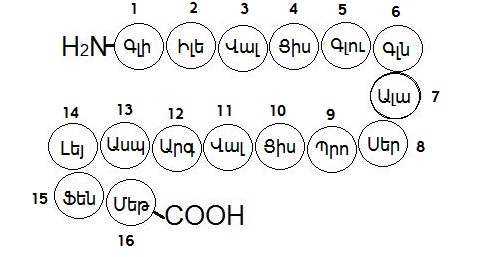 1 2 3 4 5 6
H₂N Գլի Իլե Վալ Ցիս Գլու Գլն
Ալա 7
14 13 12 11 10 9
Լեյ Ասպ Արգ Վալ Ցիս Պրո Սեր 8
15 Ֆեն Մեթ COOH
16